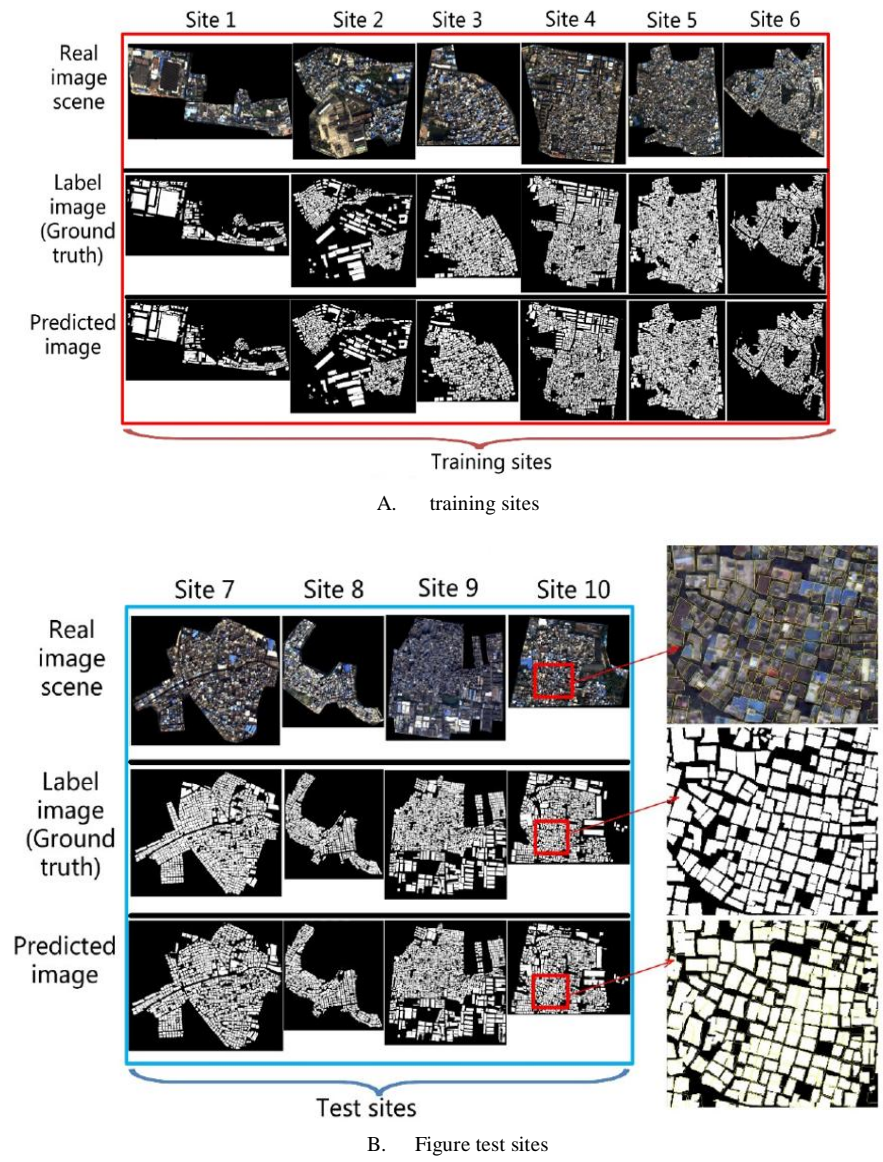 Site 1 Site 2 Site 3 Site 4 Site 5 Site 6
Real
image
scene
Label
image
(Ground
truth)
Predicted
image
Training sites
A. training sites
Site 7 Site 8 Site 9 Site 10
Real
image
scene
Label
image
(Ground
truth)
Predicted
image
Test sites
B. Figure test sites